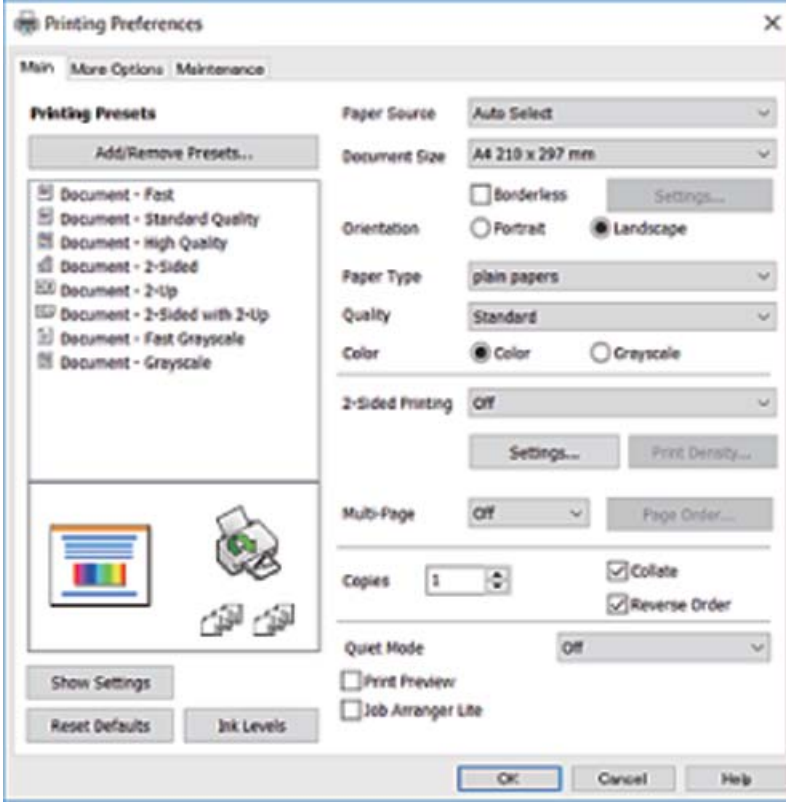 Printing Preferences
Main More Options Maintenance
Printing Presets
Add/Remove Presets...
Document - Fast
Document - Standard Quality
Document - High Quality
Document - 2-Sided
Document - 2-Up
Document - 2-Sided with 2-Up
Document - Fast Grayscale
Document - Grayscale
Show Settings
Reset Defaults Ink Levels
Paper Source Auto Select
Document Size A4 210 x 297 mm
Borderless Settings...
Orientation Portrait Landscape
Paper Type plain papers
Quality Standard
Color Color Grayscale
2-Sided Printing Off
Settings... Print Density...
Multi-Page Off Page Order...
Copies 1 Collate
Reverse Order
Quiet Mode Off
Print Preview
Job Arranger Lite
OK Cancel Help